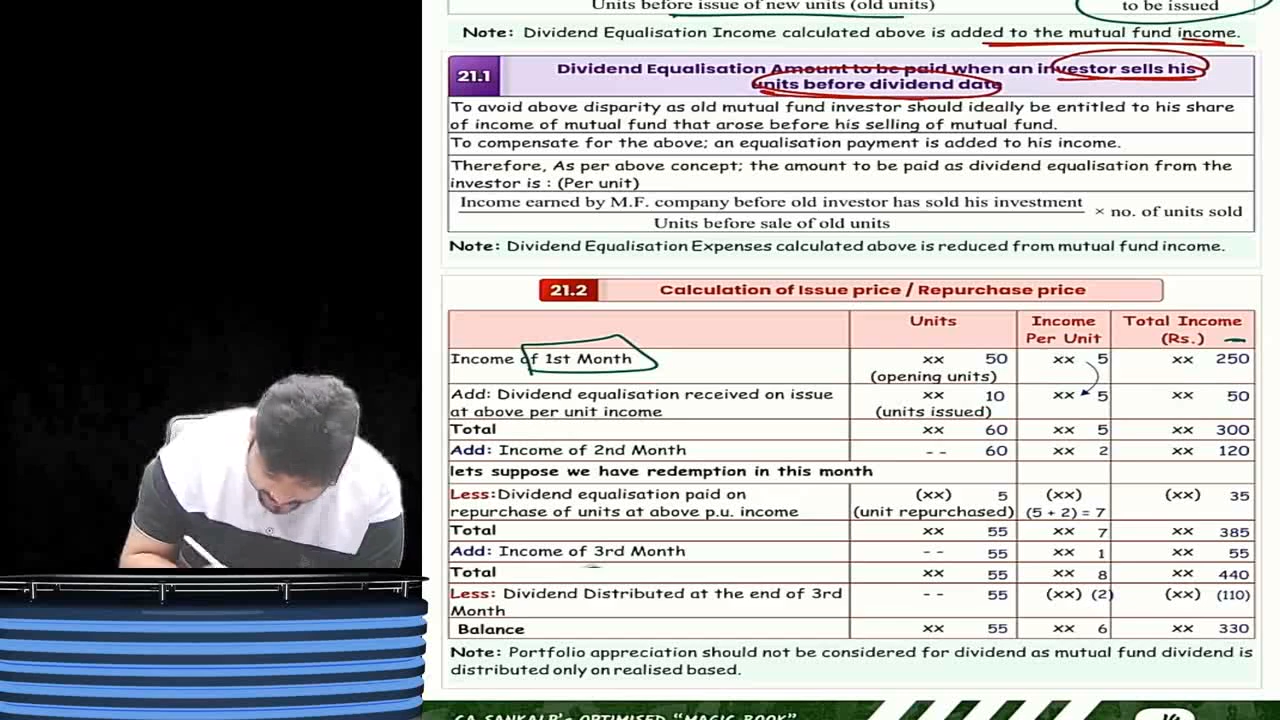 Units before issue of new units (old units)
to be issued
Note: Dividend Equalisation Income calculated above is added to the mutual fund income.
21.1
Dividend Equalisation Amount to be paid when an investor sells his
units before dividend date
To avoid above disparity as old mutual fund investor should ideally be entitled to his share
of income of mutual fund that arose before his selling of mutual fund.
To compensate for the above; an equalisation payment is added to his income.
Therefore, As per above concept; the amount to be paid as dividend equalisation from the
investor is : (Per unit)
Income earned by M.F. company before old investor has sold his investment
Units before sale of old units
× no. of units sold
Note: Dividend Equalisation Expenses calculated above is reduced from mutual fund income.
21.2 Calculation of Issue price / Repurchase price
Units Income Per Unit Total Income (Rs.)
Income of 1st Month xx 50 (opening units) xx 5 xx 250
Add: Dividend equalisation received on issue
at above per unit income xx 10 (units issued) xx 5 xx 50
Total xx 60 xx 5 xx 300
Add: Income of 2nd Month -- 60 xx 2 xx 120
lets suppose we have redemption in this month
Less:Dividend equalisation paid on
repurchase of units at above p.u. income (xx) 5 (unit repurchased) (xx) (5 + 2) = 7 (xx) 35
Total xx 55 xx 7 xx 385
Add: Income of 3rd Month -- 55 xx 1 xx 55
Total xx 55 xx 8 xx 440
Less: Dividend Distributed at the end of 3rd
Month -- 55 (xx) (2) (xx) (110)
Balance xx 55 xx 6 xx 330
Note: Portfolio appreciation should not be considered for dividend as mutual fund dividend is
distributed only on realised based.
CA SANKALP's OPTIMISED "MAGIC BOOK"